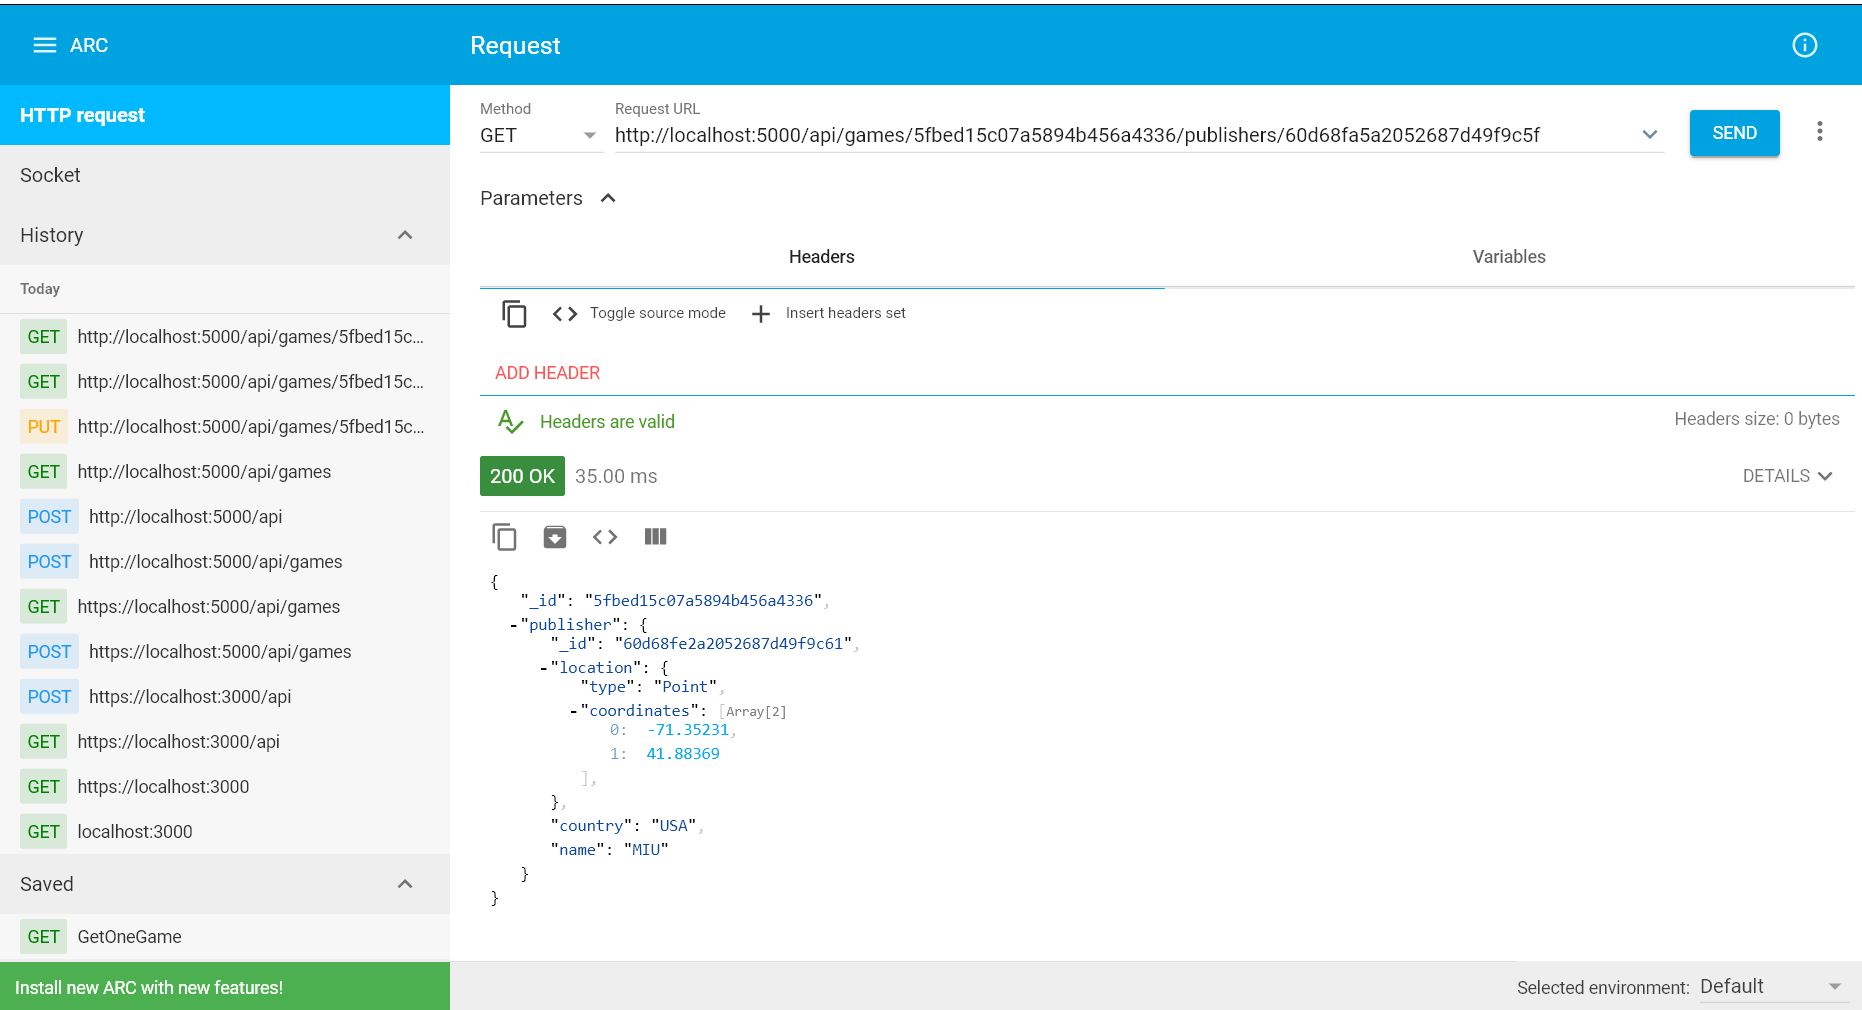 ARC
Request
HTTP request
Socket
History
Today
GET http://localhost:5000/api/games/5fbed15c...
GET http://localhost:5000/api/games/5fbed15c...
PUT http://localhost:5000/api/games/5fbed15c...
GET http://localhost:5000/api/games
POST http://localhost:5000/api
POST http://localhost:5000/api/games
GET https://localhost:5000/api/games
POST https://localhost:5000/api/games
POST https://localhost:3000/api
GET https://localhost:3000/api
GET https://localhost:3000
GET localhost:3000
Saved
GET GetOneGame
Install new ARC with new features!
Method
GET
Request URL
http://localhost:5000/api/games/5fbed15c07a5894b456a4336/publishers/60d68fa5a2052687d49f9c5f
SEND
Parameters
Headers Variables
Toggle source mode Insert headers set
ADD HEADER
Headers are valid Headers size: 0 bytes
200 OK 35.00 ms DETAILS
{
"_id": "5fbed15c07a5894b456a4336",
-"publisher": {
"_id": "60d68fe2a2052687d49f9c61",
-"location": {
"type": "Point",
-"coordinates": [Array[2]
0: -71.35231,
1: 41.88369
],
},
"country": "USA",
"name": "MIU"
}
}
Selected environment: Default